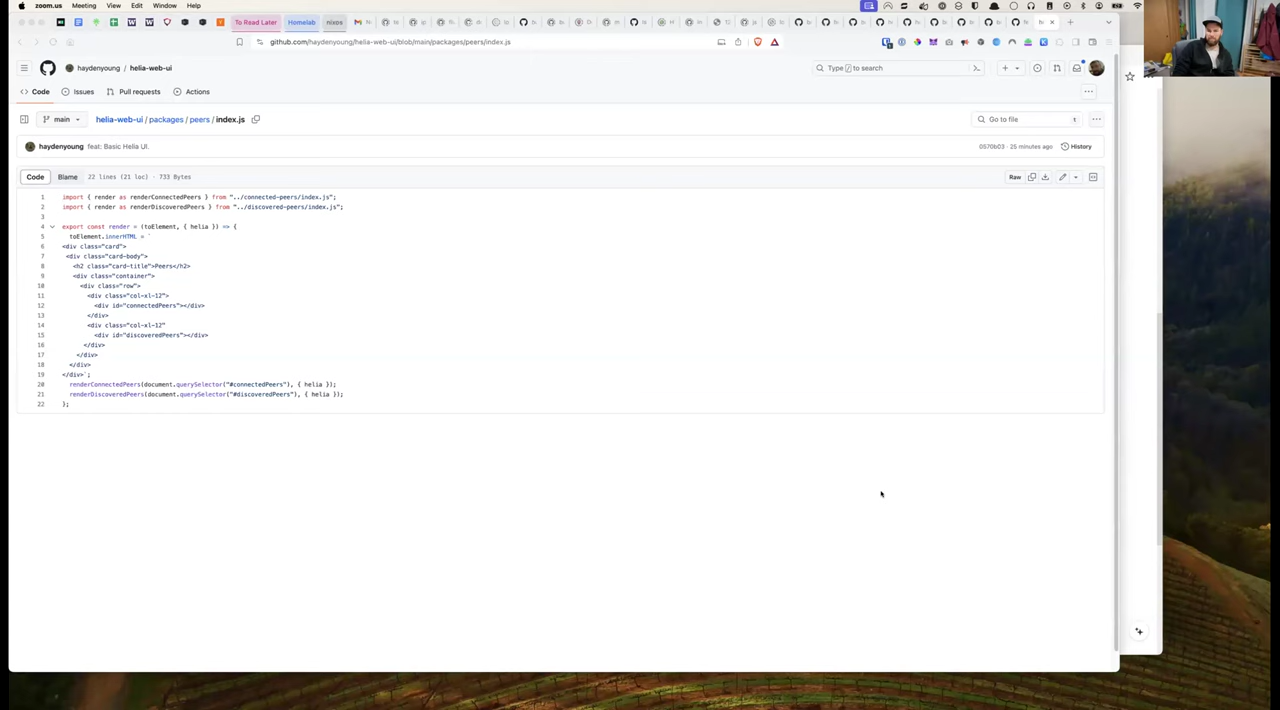 zoom.us Meeting View Edit Window Help
To Read Later Homelab nixos
github.com/haydenyoung/helia-web-ui/blob/main/packages/peers/index.js
haydenyoung / helia-web-ui
Type / to search
Code Issues Pull requests Actions
main helia-web-ui / packages / peers / index.js
Go to file
haydenyoung feat: Basic Helia UI.
0570b03 · 25 minutes ago History
Code Blame 22 lines (21 loc) · 733 Bytes
Raw
1 import { render as renderConnectedPeers } from "../connected-peers/index.js";
2 import { render as renderDiscoveredPeers } from "../discovered-peers/index.js";
3
4 export const render = (toElement, { helia }) => {
5 toElement.innerHTML = `
6 <div class="card">
7 <div class="card-body">
8 <h2 class="card-title">Peers</h2>
9 <div class="container">
10 <div class="row">
11 <div class="col-xl-12">
12 <div id="connectedPeers"></div>
13 </div>
14 <div class="col-xl-12"
15 <div id="discoveredPeers"></div>
16 </div>
17 </div>
18 </div>
19 </div>`;
20 renderConnectedPeers(document.querySelector("#connectedPeers"), { helia });
21 renderDiscoveredPeers(document.querySelector("#discoveredPeers"), { helia });
22 };